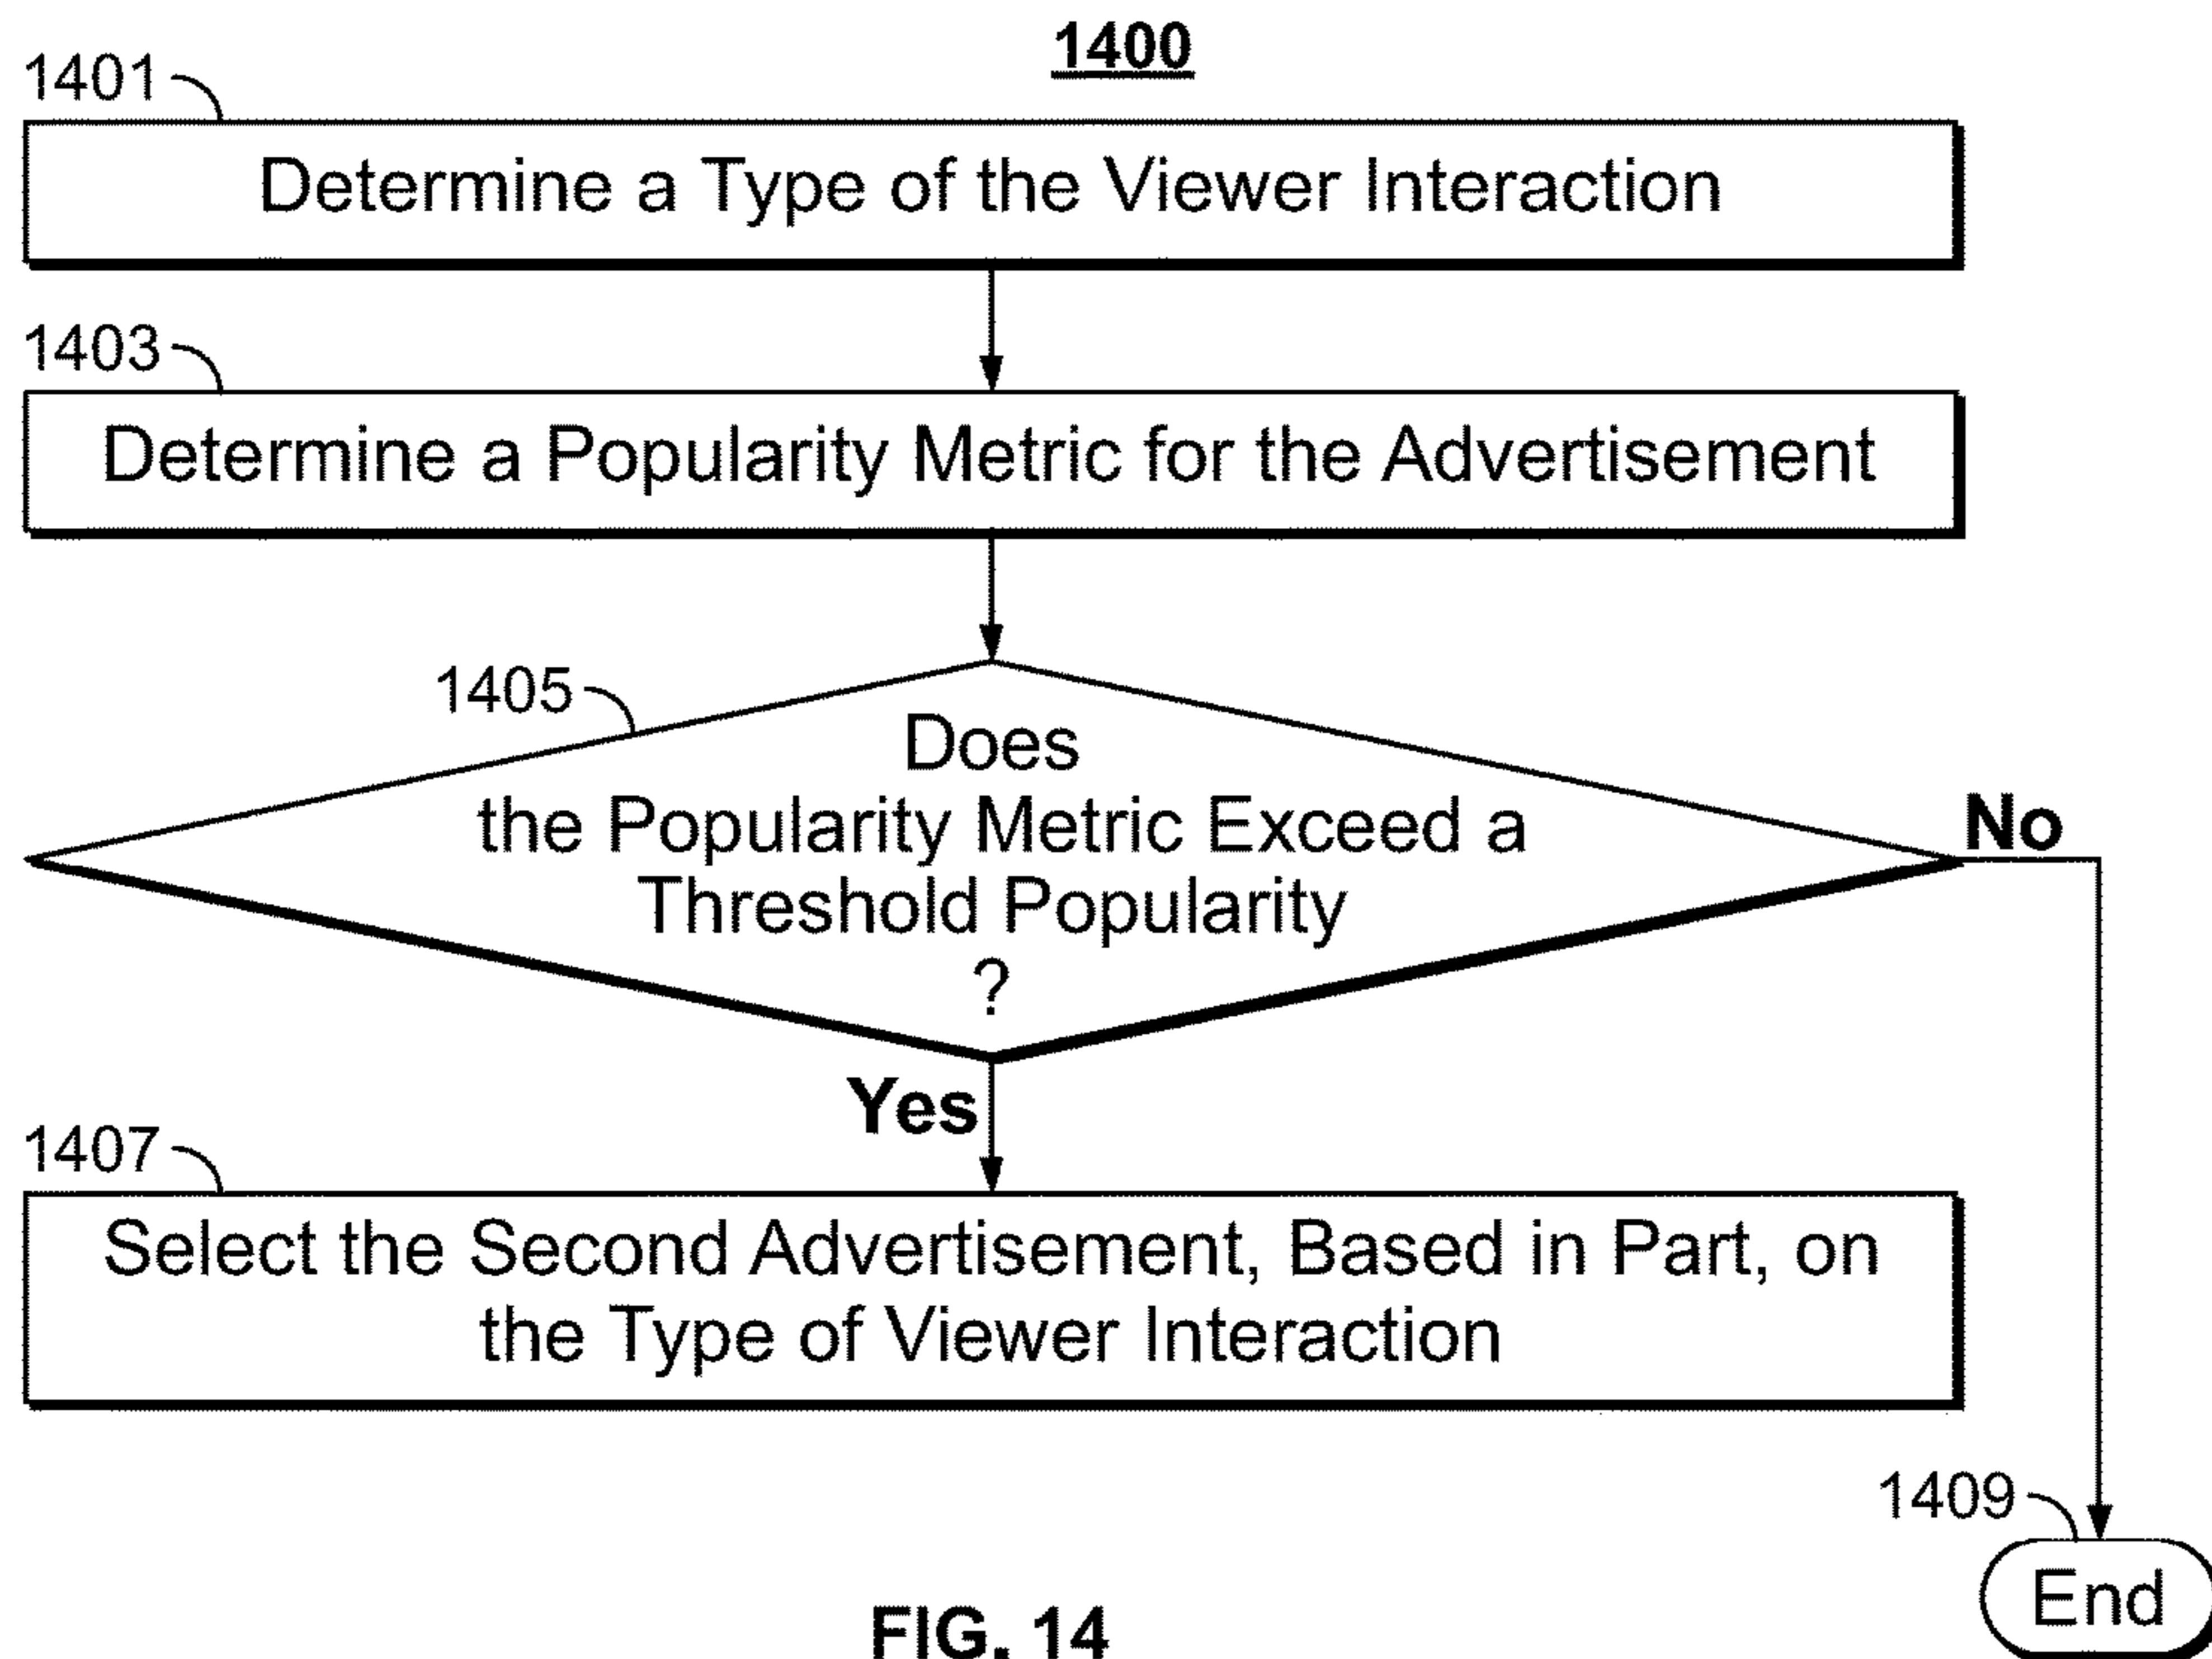 1400
1401
Determine a Type of the Viewer Interaction
1403
Determine a Popularity Metric for the Advertisement
1405
Does
the Popularity Metric Exceed a
Threshold Popularity
?
No
Yes
1407
Select the Second Advertisement, Based in Part, on
the Type of Viewer Interaction
1409
End
FIG. 14